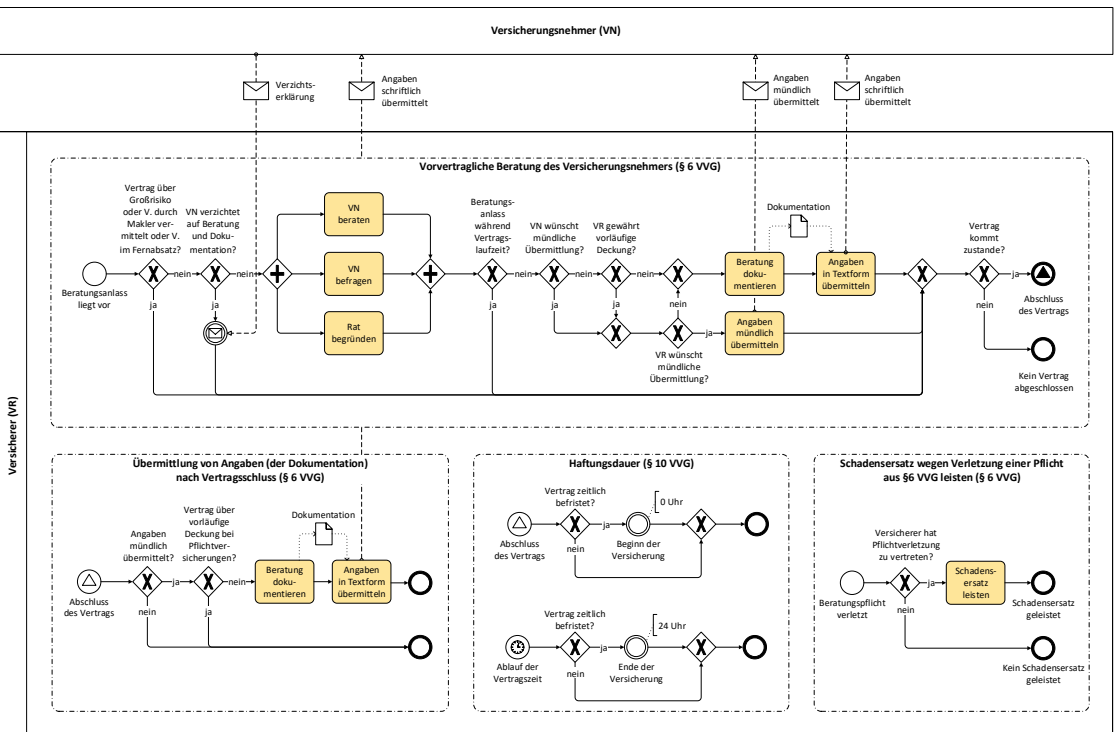 Versicherungsnehmer (VN)
Verzichts-
erklärung
Angaben
schriftlich
übermittelt
Angaben
mündlich
übermittelt
Angaben
schriftlich
übermittelt
Versicherer (VR)
Vorvertragliche Beratung des Versicherungsnehmers (§ 6 VVG)
Beratungsanlass
liegt vor
Vertrag über
Großrisiko
oder V. durch
Makler ver-
mittelt oder V.
im Fernabsatz?
nein
ja
VN verzichtet
auf Beratung
und Doku-
mentation?
nein
ja
VN
beraten
VN
befragen
Rat
begründen
Beratungs-
anlass
während
Vertrags-
laufzeit?
nein
ja
VN wünscht
mündliche
Übermittlung?
nein
ja
VR gewährt
vorläufige
Deckung?
nein
ja
nein
ja
VR wünscht
mündliche
Übermittlung?
Beratung
doku-
mentieren
Dokumentation
Angaben
in Textform
übermitteln
Angaben
mündlich
übermitteln
Vertrag
kommt
zustande?
ja
nein
Abschluss
des Vertrags
Kein Vertrag
abgeschlossen
Übermittlung von Angaben (der Dokumentation)
nach Vertragsschluss (§ 6 VVG)
Abschluss
des Vertrags
Angaben
mündlich
übermittelt?
ja
nein
Vertrag über
vorläufige
Deckung bei
Pflichtver-
sicherungen?
nein
ja
Dokumentation
Beratung
doku-
mentieren
Angaben
in Textform
übermitteln
Haftungsdauer (§ 10 VVG)
Abschluss
des Vertrags
Vertrag zeitlich
befristet?
ja
nein
0 Uhr
Beginn der
Versicherung
Ablauf der
Vertragszeit
Vertrag zeitlich
befristet?
ja
nein
24 Uhr
Ende der
Versicherung
Schadensersatz wegen Verletzung einer Pflicht
aus §6 VVG leisten (§ 6 VVG)
Beratungspflicht
verletzt
Versicherer hat
Pflichtverletzung
zu vertreten?
ja
nein
Schadens-
ersatz
leisten
Schadensersatz
geleistet
Kein Schadensersatz
geleistet